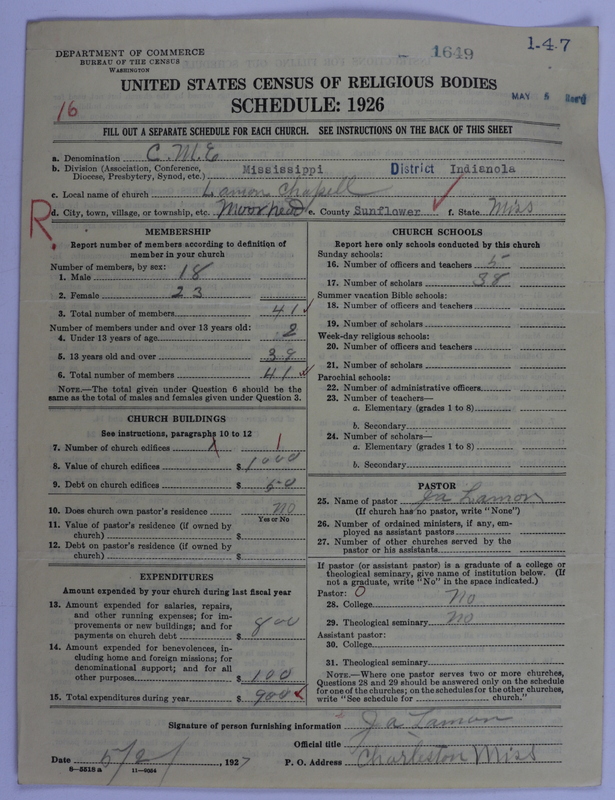 DEPARTMENT OF COMMERCE
BUREAU OF THE CENSUS
WASHINGTON
1649
1-4-7
UNITED STATES CENSUS OF RELIGIOUS BODIES
SCHEDULE: 1926
MAY 5 Rec'd
16
FILL OUT A SEPARATE SCHEDULE FOR EACH CHURCH. SEE INSTRUCTIONS ON THE BACK OF THIS SHEET
a. Denomination C. M. E
b. Division (Association, Conference, Diocese, Presbytery, Synod, etc.) Mississippi District Indianola
c. Local name of church Lamon Chapell
R. d. City, town, village, or township, etc. Moorhead e. County Sunflower f. State Miss
MEMBERSHIP
Report number of members according to definition of member in your church
Number of members, by sex:
1. Male 18
2. Female 23
3. Total number of members 41
Number of members under and over 13 years old:
4. Under 13 years of age 2
5. 13 years old and over 39
6. Total number of members 41
NOTE.—The total given under Question 6 should be the same as the total of males and females given under Question 3.
CHURCH BUILDINGS
See instructions, paragraphs 10 to 12
7. Number of church edifices 1
8. Value of church edifices $ 1000
9. Debt on church edifices $ 50
10. Does church own pastor's residence no
Yes or No
11. Value of pastor's residence (if owned by church) $
12. Debt on pastor's residence (if owned by church) $
EXPENDITURES
Amount expended by your church during last fiscal year
13. Amount expended for salaries, repairs, and other running expenses; for improvements or new buildings; and for payments on church debt $ 800
14. Amount expended for benevolences, including home and foreign missions; for denominational support; and for all other purposes $ 100
15. Total expenditures during year $ 900
CHURCH SCHOOLS
Report here only schools conducted by this church
Sunday schools:
16. Number of officers and teachers 5
17. Number of scholars 38
Summer vacation Bible schools:
18. Number of officers and teachers
19. Number of scholars
Week-day religious schools:
20. Number of officers and teachers
21. Number of scholars
Parochial schools:
22. Number of administrative officers
23. Number of teachers—
a. Elementary (grades 1 to 8)
b. Secondary
24. Number of scholars—
a. Elementary (grades 1 to 8)
b. Secondary
PASTOR
25. Name of pastor Ja Lamon
(If church has no pastor, write "None")
26. Number of ordained ministers, if any, employed as assistant pastors
27. Number of other churches served by the pastor or his assistants
If pastor (or assistant pastor) is a graduate of a college or theological seminary, give name of institution below. (If not a graduate, write "No" in the space indicated.)
Pastor: 0
28. College No
29. Theological seminary No
Assistant pastor:
30. College
31. Theological seminary
NOTE.—Where one pastor serves two or more churches, Questions 28 and 29 should be answered only on the schedule for one of the churches; on the schedules for the other churches, write "See schedule for church."
Signature of person furnishing information Ja Lamon
Official title
Date 5/2/, 1927 P. O. Address Charleston Miss
8-5518 a 11-9034